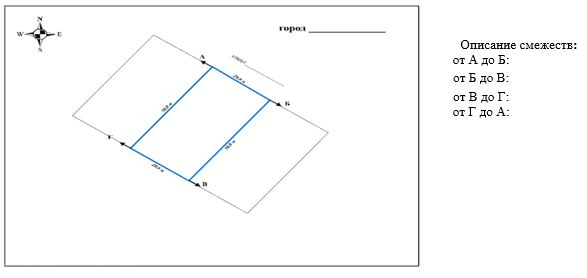 N
W E
S
город
А
Б
Г
В
Описание смежеств:
от А до Б:
от Б до В:
от В до Г:
от Г до А: